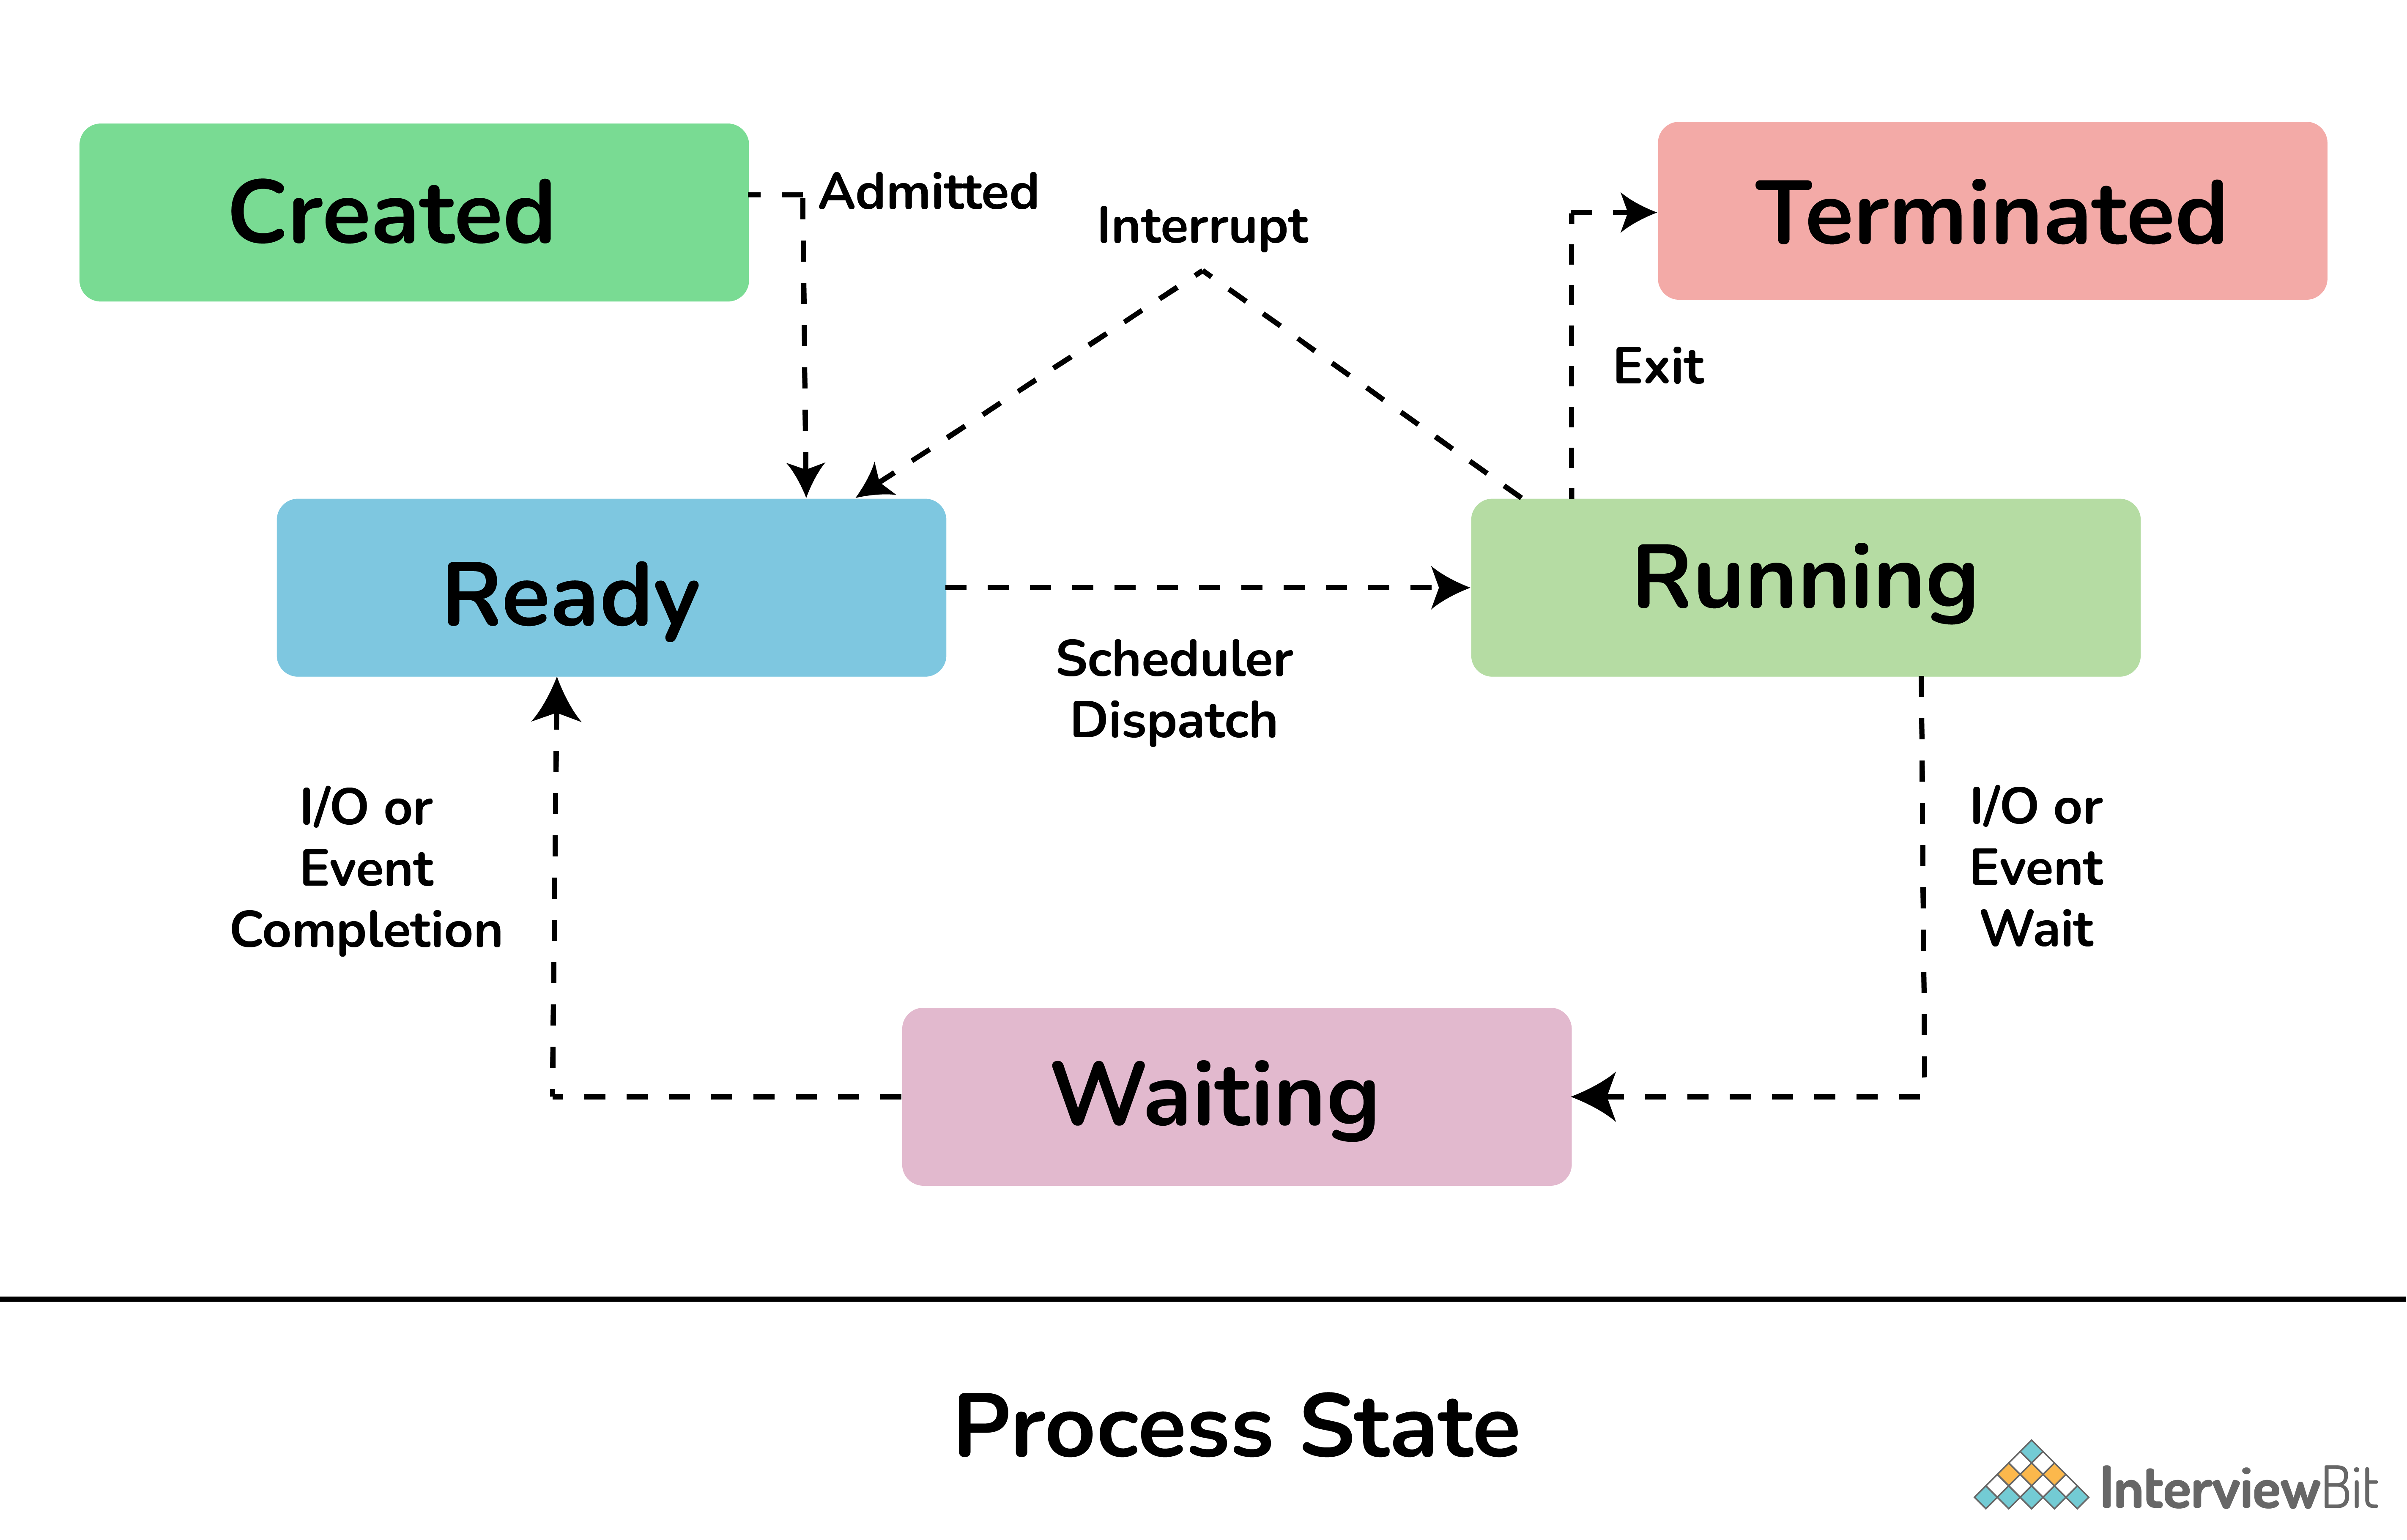 Created
Admitted
Interrupt
Terminated
Exit
Ready
Running
Scheduler
Dispatch
I/O or
Event
Completion
I/O or
Event
Wait
Waiting
Process State
InterviewBit